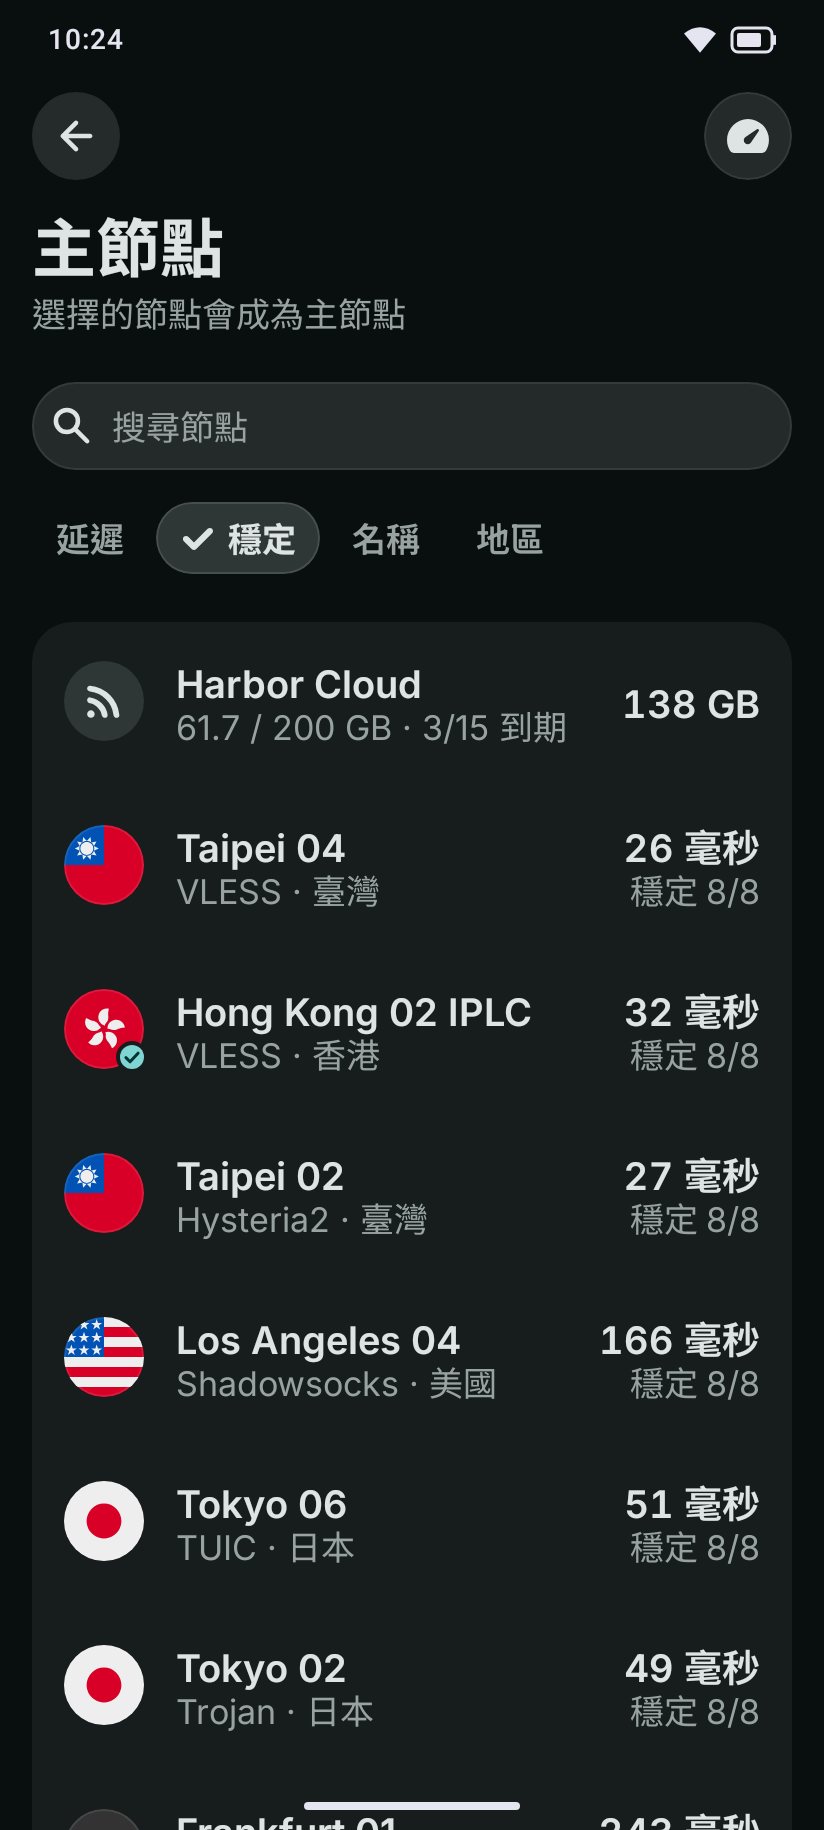 10:24
主節點
選擇的節點會成為主節點
搜尋節點
延遲 穩定 名稱 地區
Harbor Cloud
138 GB
61.7 / 200 GB · 3/15 到期
Taipei 04
26 毫秒
VLESS · 臺灣
穩定 8/8
Hong Kong 02 IPLC
32 毫秒
VLESS · 香港
穩定 8/8
Taipei 02
27 毫秒
Hysteria2 · 臺灣
穩定 8/8
Los Angeles 04
166 毫秒
Shadowsocks · 美國
穩定 8/8
Tokyo 06
51 毫秒
TUIC · 日本
穩定 8/8
Tokyo 02
49 毫秒
Trojan · 日本
穩定 8/8
Frankfurt 01
243 毫秒